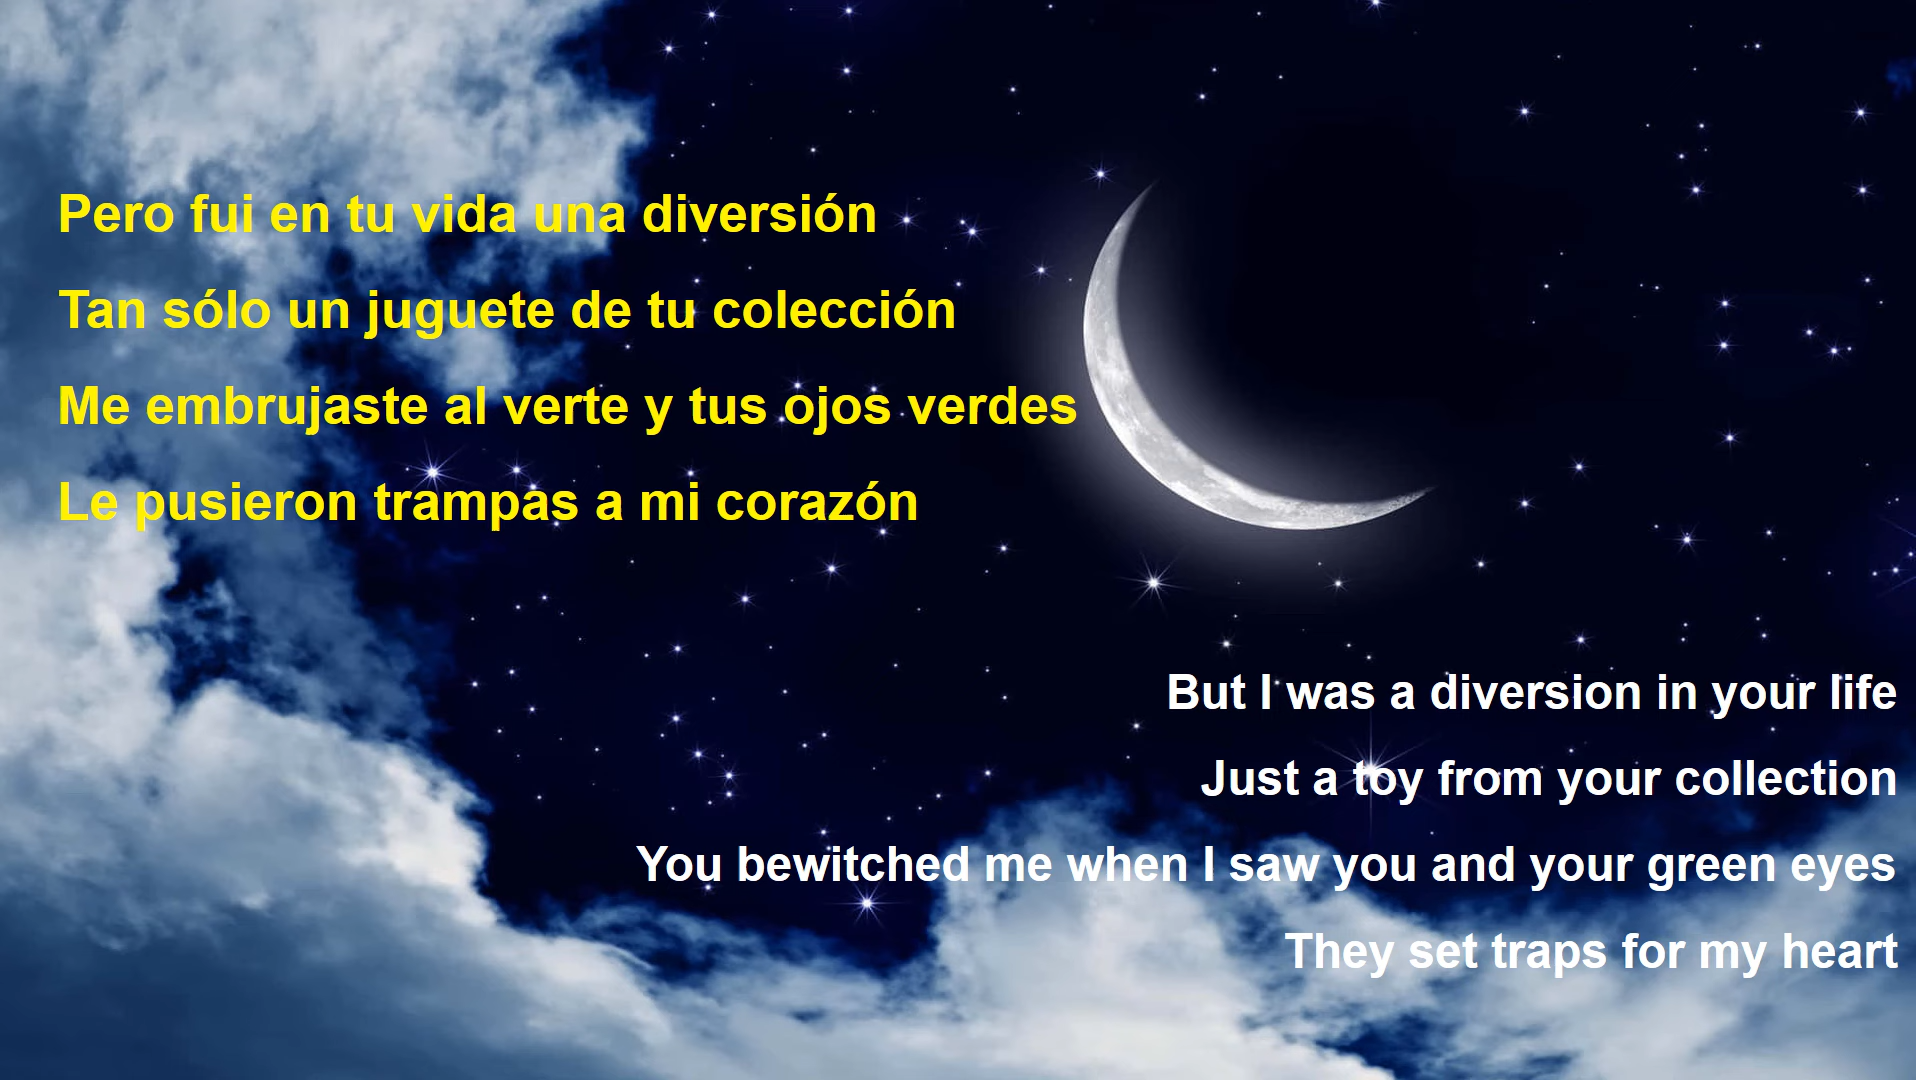 Pero fui en tu vida una diversión
Tan sólo un juguete de tu colección
Me embrujaste al verte y tus ojos verdes
Le pusieron trampas a mi corazón
But I was a diversion in your life
Just a toy from your collection
You bewitched me when I saw you and your green eyes
They set traps for my heart